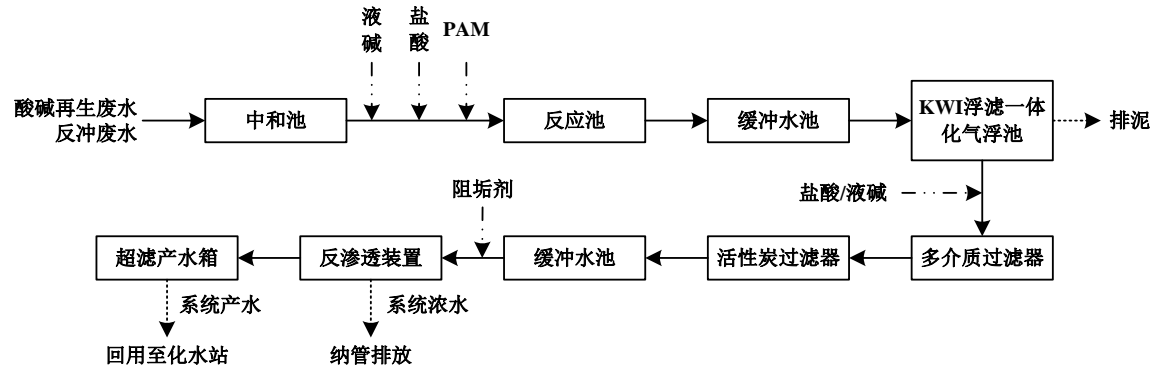 液
碱
盐
酸
PAM
酸碱再生废水
反冲废水
中和池
反应池
缓冲水池
KWI浮滤一体
化气浮池
排泥
盐酸/液碱
阻垢剂
超滤产水箱
反渗透装置
缓冲水池
活性炭过滤器
多介质过滤器
系统产水
系统浓水
回用至化水站
纳管排放